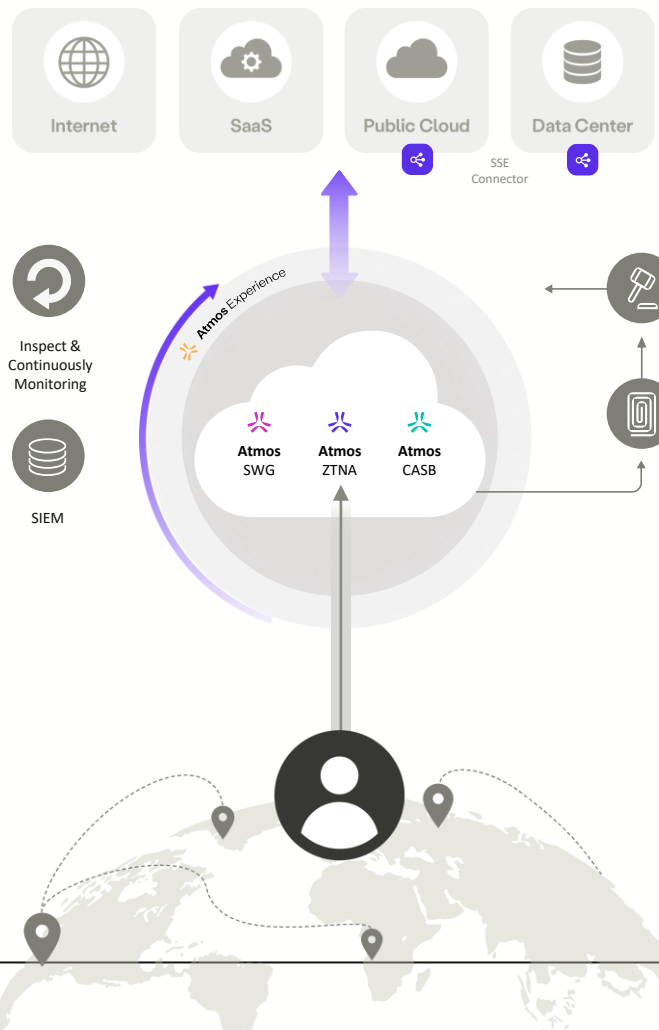 Internet
SaaS
Public Cloud
Data Center
SSE
Connector
Atmos Experience
Inspect &
Continuously
Monitoring
SIEM
Atmos
SWG
Atmos
ZTNA
Atmos
CASB